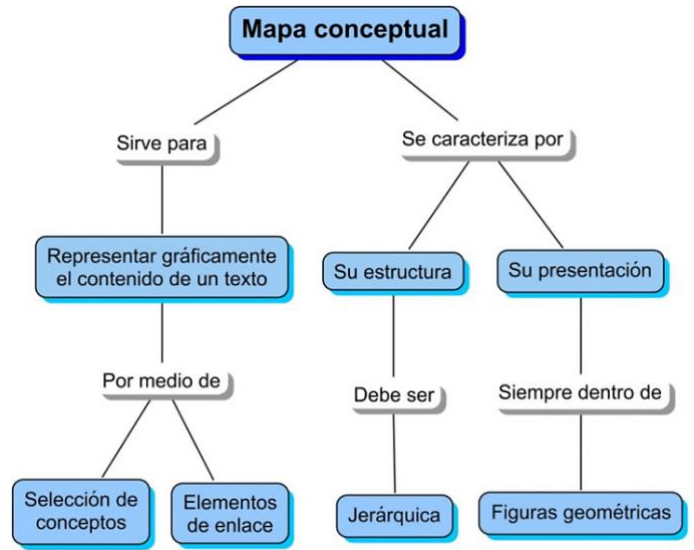 Mapa conceptual
Sirve para
Se caracteriza por
Representar gráficamente
el contenido de un texto
Su estructura
Su presentación
Por medio de
Debe ser
Siempre dentro de
Selección de
conceptos
Elementos
de enlace
Jerárquica
Figuras geométricas